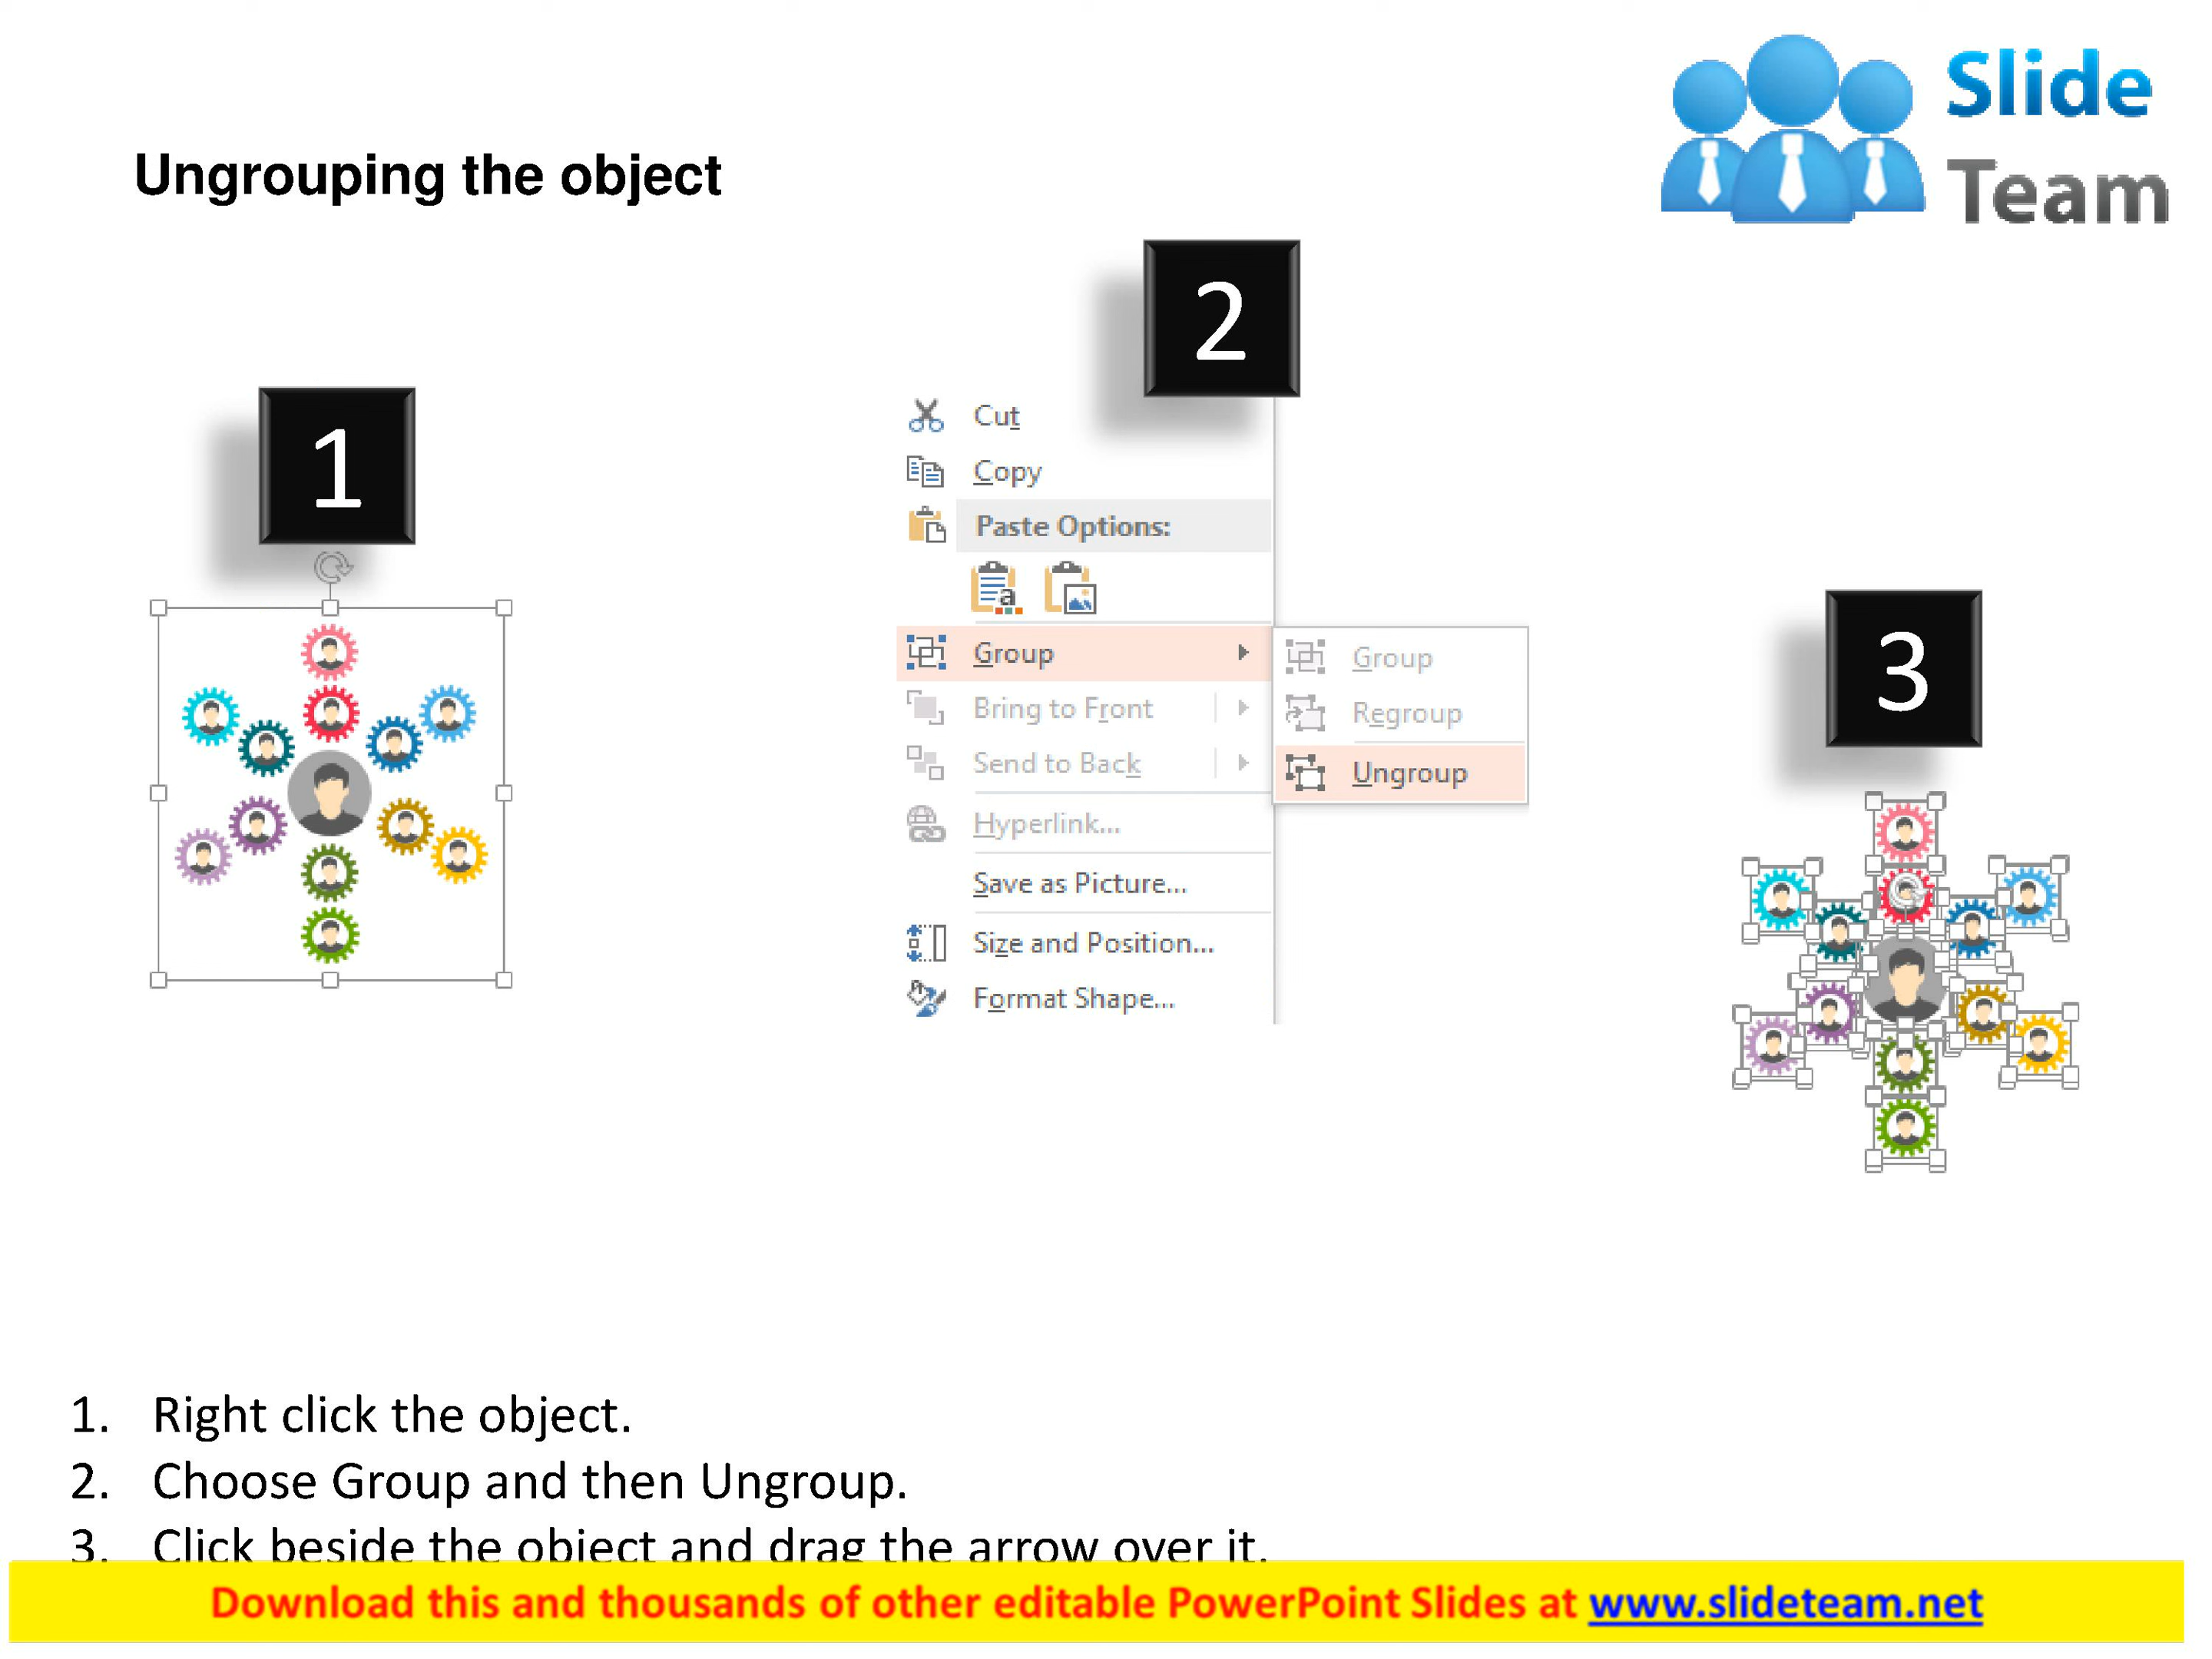 Slide
Team
Ungrouping the object
1
2
3
Cut
Copy
Paste Options:
a
Group
Bring to Front
Send to Back
Hyperlink...
Save as Picture...
Size and Position...
Format Shape...
Group
Regroup
Ungroup
1. Right click the object.
2. Choose Group and then Ungroup.
3. Click beside the object and drag the arrow over it.
Download this and thousands of other editable PowerPoint Slides at www.slideteam.net